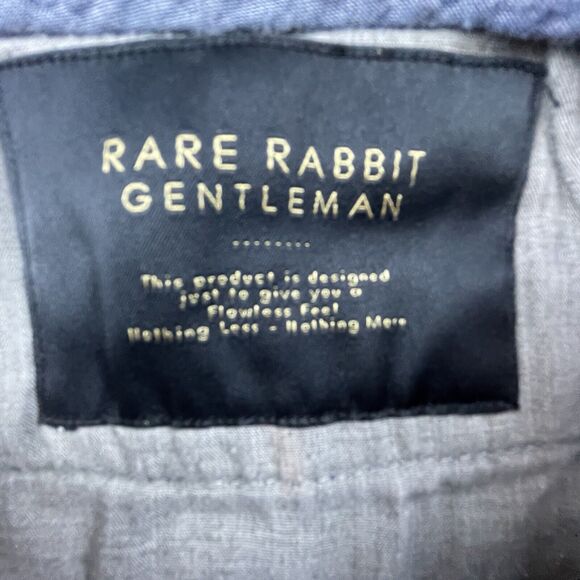 RARE RABBIT
GENTLEMAN
.........
This product is designed
just to give you a
Flawless Feel
Nothing Less - Nothing More